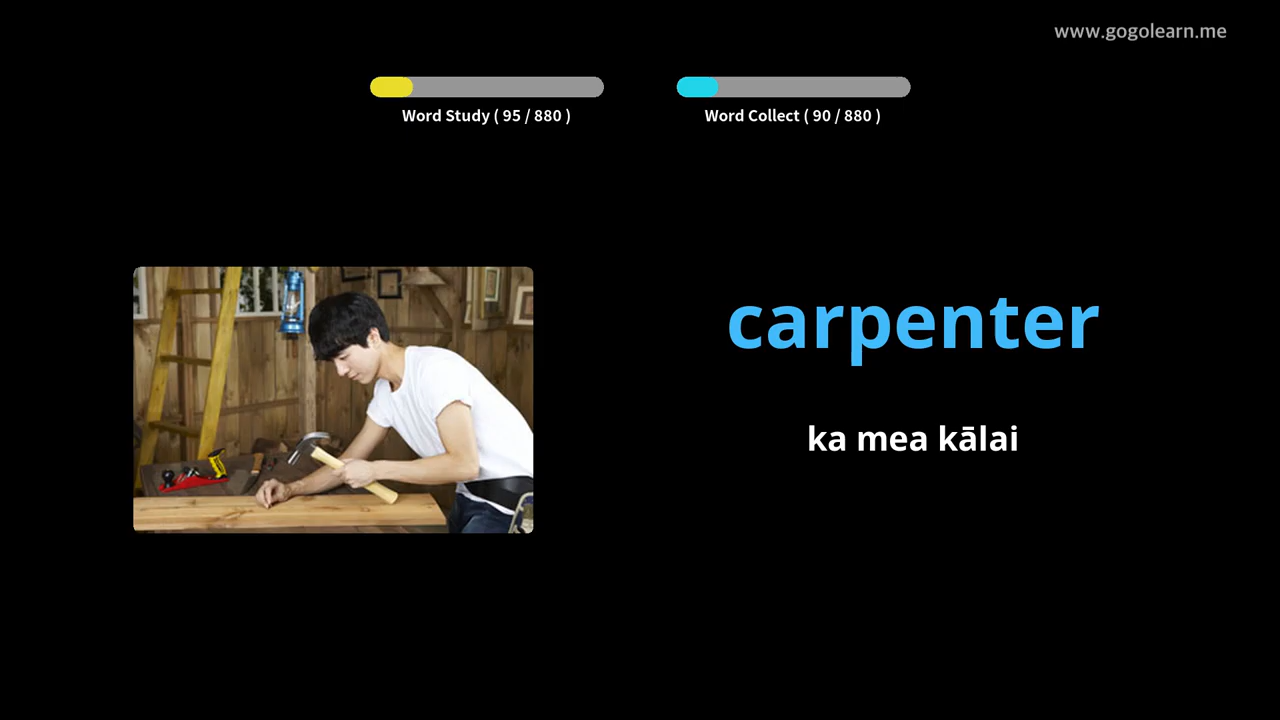 www.gogolearn.me
Word Study ( 95 / 880 )
Word Collect ( 90 / 880 )
carpenter
ka mea kālai